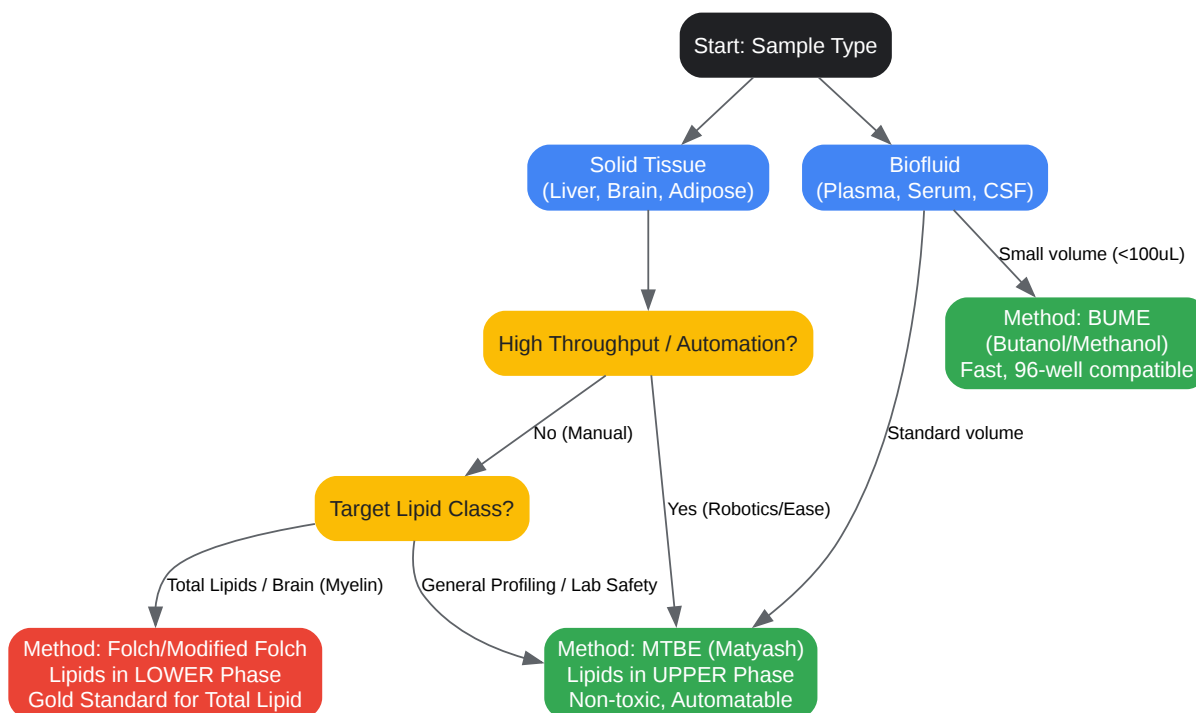 Start: Sample Type
Solid Tissue
(Liver, Brain, Adipose)
Biofluid
(Plasma, Serum, CSF)
Small volume (<100uL)
Method: BUME
(Butanol/Methanol)
Fast, 96-well compatible
High Throughput / Automation?
No (Manual)
Standard volume
Target Lipid Class?
Yes (Robotics/Ease)
Total Lipids / Brain (Myelin)
General Profiling / Lab Safety
Method: Folch/Modified Folch
Lipids in LOWER Phase
Gold Standard for Total Lipid
Method: MTBE (Matyash)
Lipids in UPPER Phase
Non-toxic, Automatable